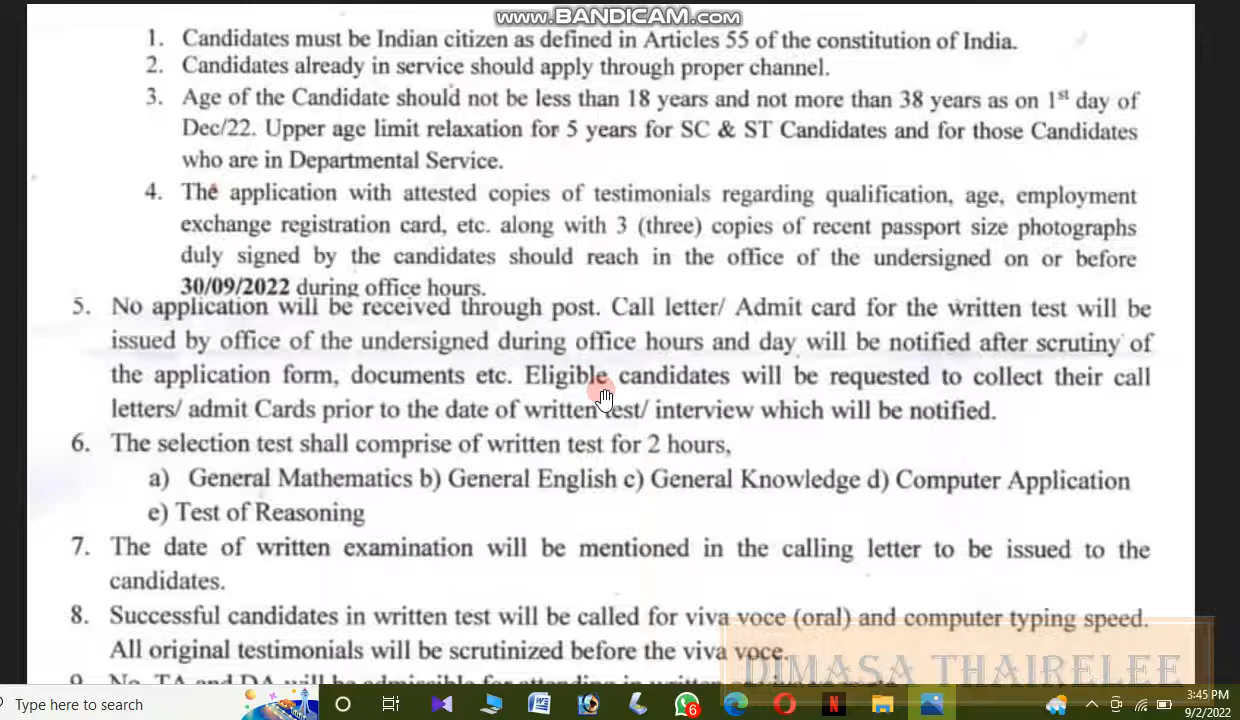 www.BANDICAM.com
1. Candidates must be Indian citizen as defined in Articles 55 of the constitution of India.
2. Candidates already in service should apply through proper channel.
3. Age of the Candidate should not be less than 18 years and not more than 38 years as on 1st day of
Dec/22. Upper age limit relaxation for 5 years for SC & ST Candidates and for those Candidates
who are in Departmental Service.
4. The application with attested copies of testimonials regarding qualification, age, employment
exchange registration card, etc. along with 3 (three) copies of recent passport size photographs
duly signed by the candidates should reach in the office of the undersigned on or before
30/09/2022 during office hours.
5. No application will be received through post. Call letter/ Admit card for the written test will be
issued by office of the undersigned during office hours and day will be notified after scrutiny of
the application form, documents etc. Eligible candidates will be requested to collect their call
letters/ admit Cards prior to the date of written test/ interview which will be notified.
6. The selection test shall comprise of written test for 2 hours,
a) General Mathematics b) General English c) General Knowledge d) Computer Application
e) Test of Reasoning
7. The date of written examination will be mentioned in the calling letter to be issued to the
candidates.
8. Successful candidates in written test will be called for viva voce (oral) and computer typing speed.
All original testimonials will be scrutinized before the viva voce.
DIMASA THAIRELEE
9. No TA and DA will be admissible for attending in written
Type here to search
6
3:45 PM
9/2/2022